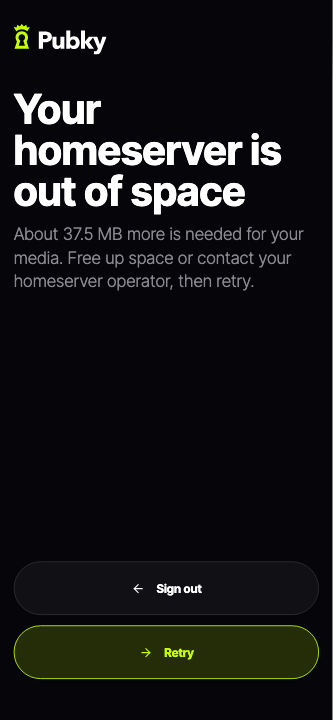 Pubky
Your
homeserver is
out of space
About 37.5 MB more is needed for your
media. Free up space or contact your
homeserver operator, then retry.
Sign out
Retry